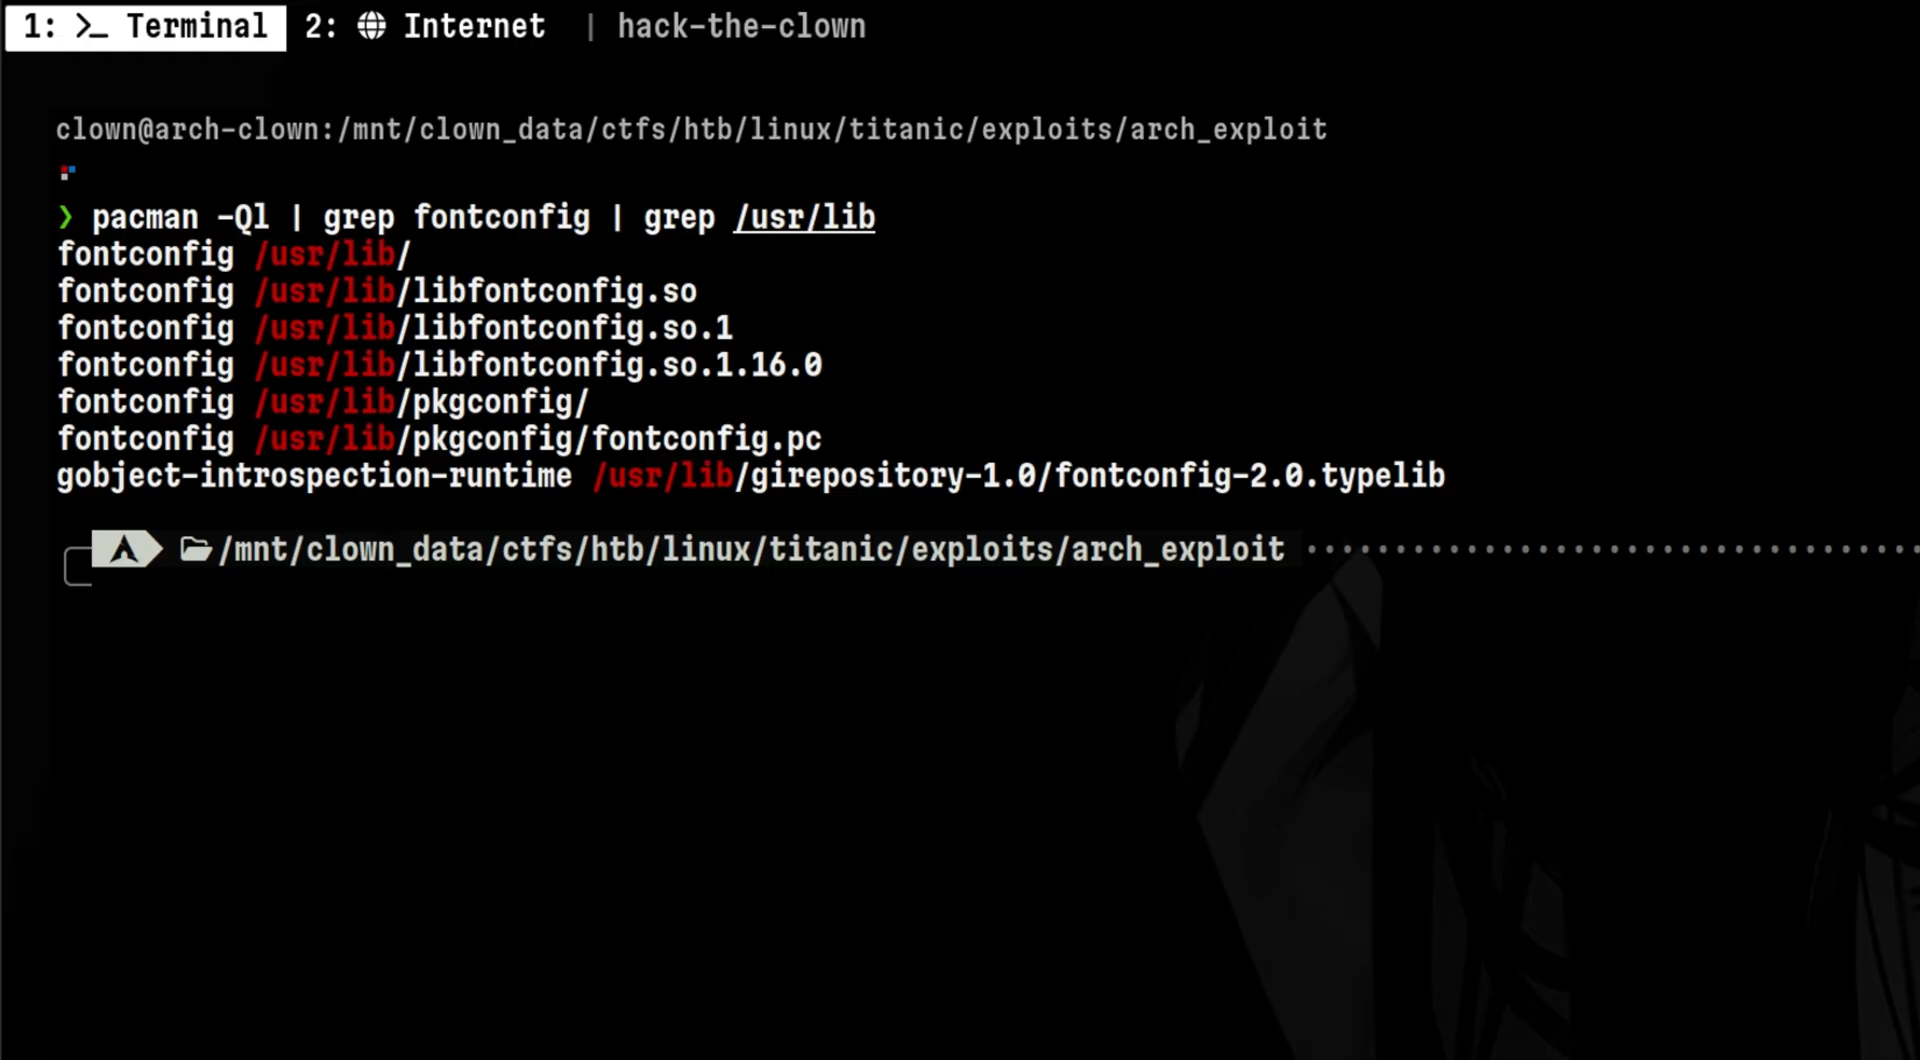 1: >_ Terminal 2: Internet | hack-the-clown
clown@arch-clown:/mnt/clown_data/ctfs/htb/linux/titanic/exploits/arch_exploit
❯ pacman -Ql | grep fontconfig | grep /usr/lib
fontconfig /usr/lib/
fontconfig /usr/lib/libfontconfig.so
fontconfig /usr/lib/libfontconfig.so.1
fontconfig /usr/lib/libfontconfig.so.1.16.0
fontconfig /usr/lib/pkgconfig/
fontconfig /usr/lib/pkgconfig/fontconfig.pc
gobject-introspection-runtime /usr/lib/girepository-1.0/fontconfig-2.0.typelib
/mnt/clown_data/ctfs/htb/linux/titanic/exploits/arch_exploit